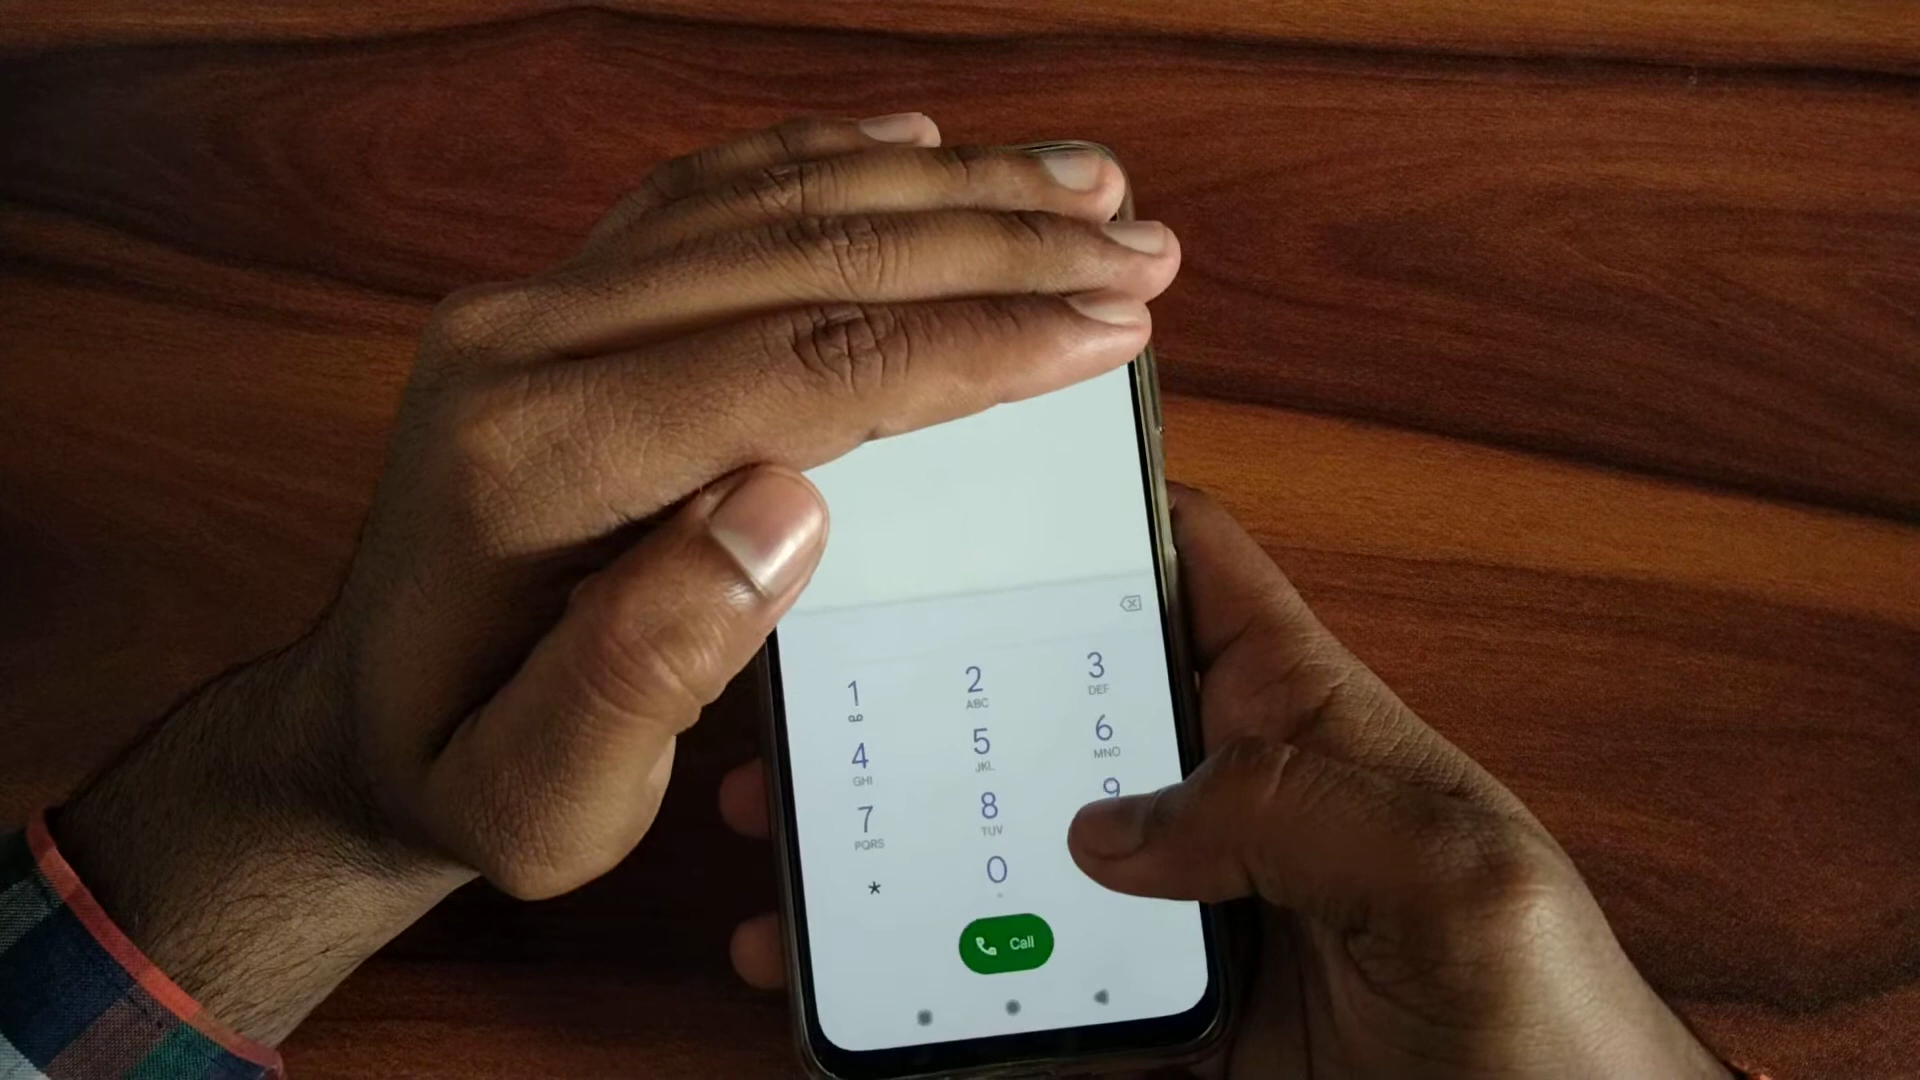 1 2 3
ABC DEF
4 5 6
GHI JKL MNO
7 8 9
PQRS TUV
* 0
Call